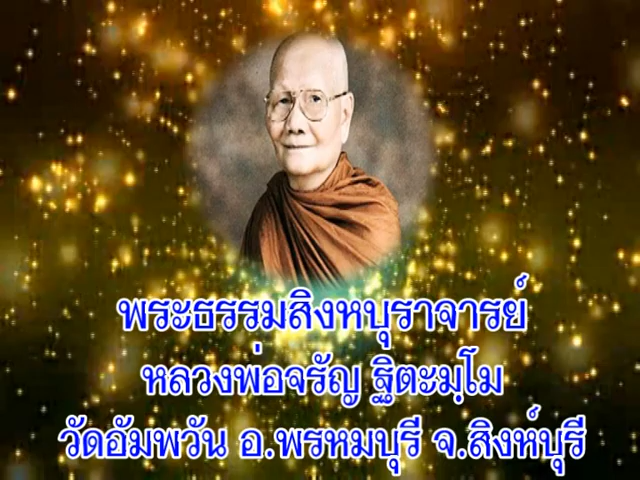 พระธรรมสิงหบุราจารย์
หลวงพ่อจรัญ ฐิตะมฺโม
วัดอัมพวัน อ.พรหมบุรี จ.สิงห์บุรี